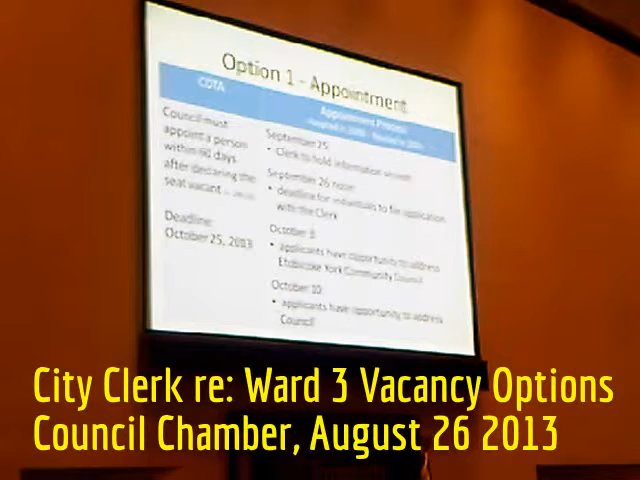 Option 1 - Appointment
COTA
Appointment Process
Council must
appoint a person
within 60 days
after declaring the
seat vacant
Deadline:
October 25, 2013
September 25
• Clerk to hold information session
September 26 noon
• deadline for individuals to file application
with the Clerk
October
• applicants have opportunity to address
Etobicoke York Community Council
October 10
• applicants have opportunity to address
Council
City Clerk re: Ward 3 Vacancy Options
Council Chamber, August 26 2013